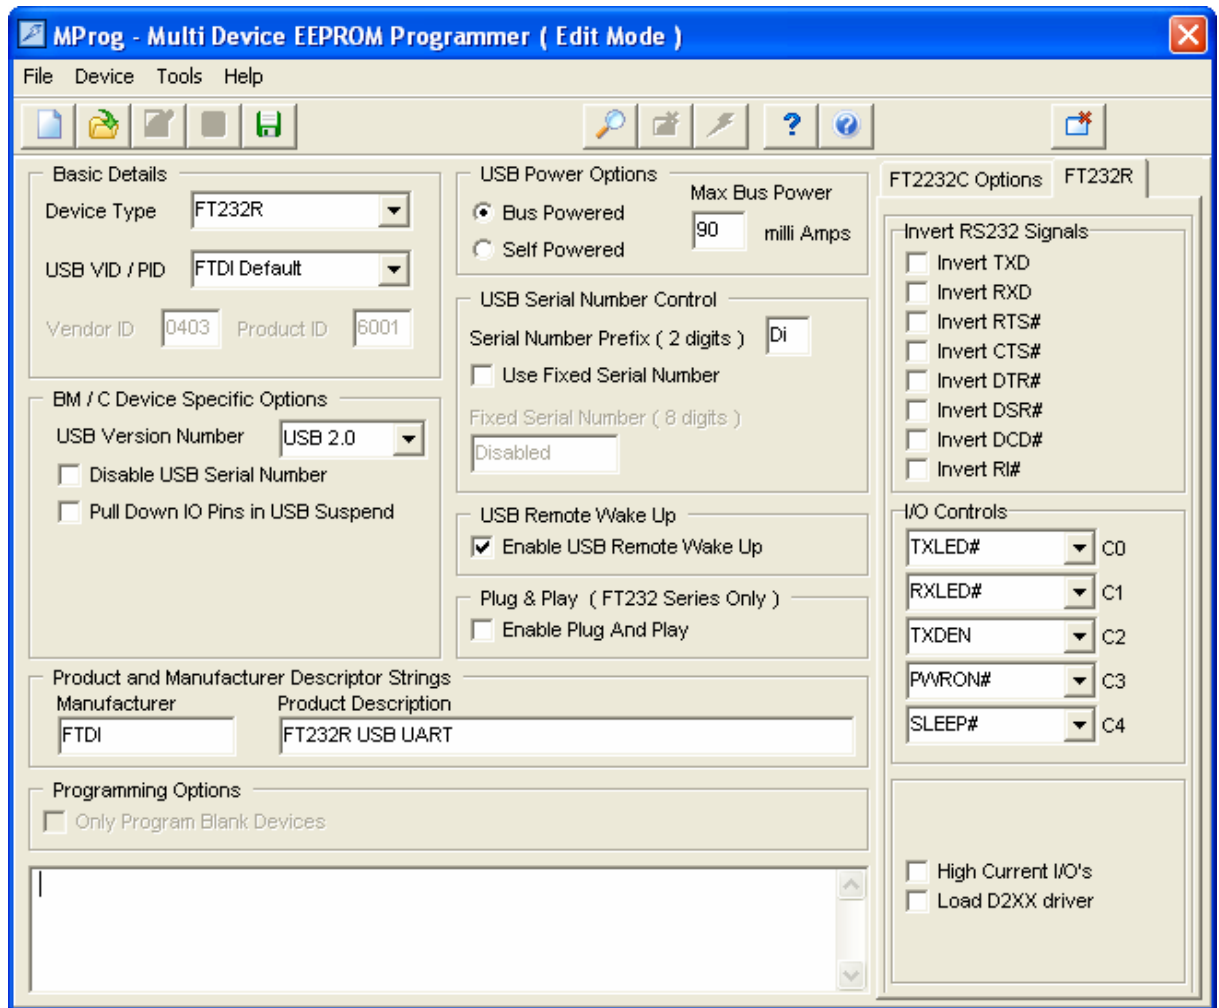 MProg - Multi Device EEPROM Programmer ( Edit Mode )
File Device Tools Help
Basic Details
Device Type FT232R
USB VID / PID FTDI Default
Vendor ID 0403 Product ID 6001
BM / C Device Specific Options
USB Version Number USB 2.0
Disable USB Serial Number
Pull Down IO Pins in USB Suspend
USB Power Options
Max Bus Power
Bus Powered
90 milli Amps
Self Powered
USB Serial Number Control
Serial Number Prefix ( 2 digits ) Di
Use Fixed Serial Number
Fixed Serial Number ( 8 digits )
Disabled
USB Remote Wake Up
Enable USB Remote Wake Up
Plug & Play ( FT232 Series Only )
Enable Plug And Play
Product and Manufacturer Descriptor Strings
Manufacturer Product Description
FTDI FT232R USB UART
Programming Options
Only Program Blank Devices
FT2232C Options FT232R
Invert RS232 Signals
Invert TXD
Invert RXD
Invert RTS#
Invert CTS#
Invert DTR#
Invert DSR#
Invert DCD#
Invert RI#
I/O Controls
TXLED# C0
RXLED# C1
TXDEN C2
PWRON# C3
SLEEP# C4
High Current I/O's
Load D2XX driver